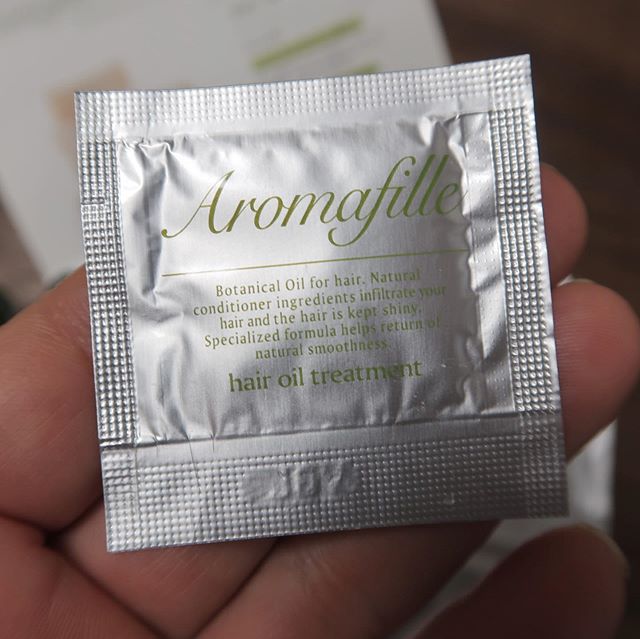 Aromafille
Botanical Oil for hair. Natural
conditioner ingredients infiltrate your
hair and the hair is kept shiny.
Specialized formula helps return of
natural smoothness.
hair oil treatment